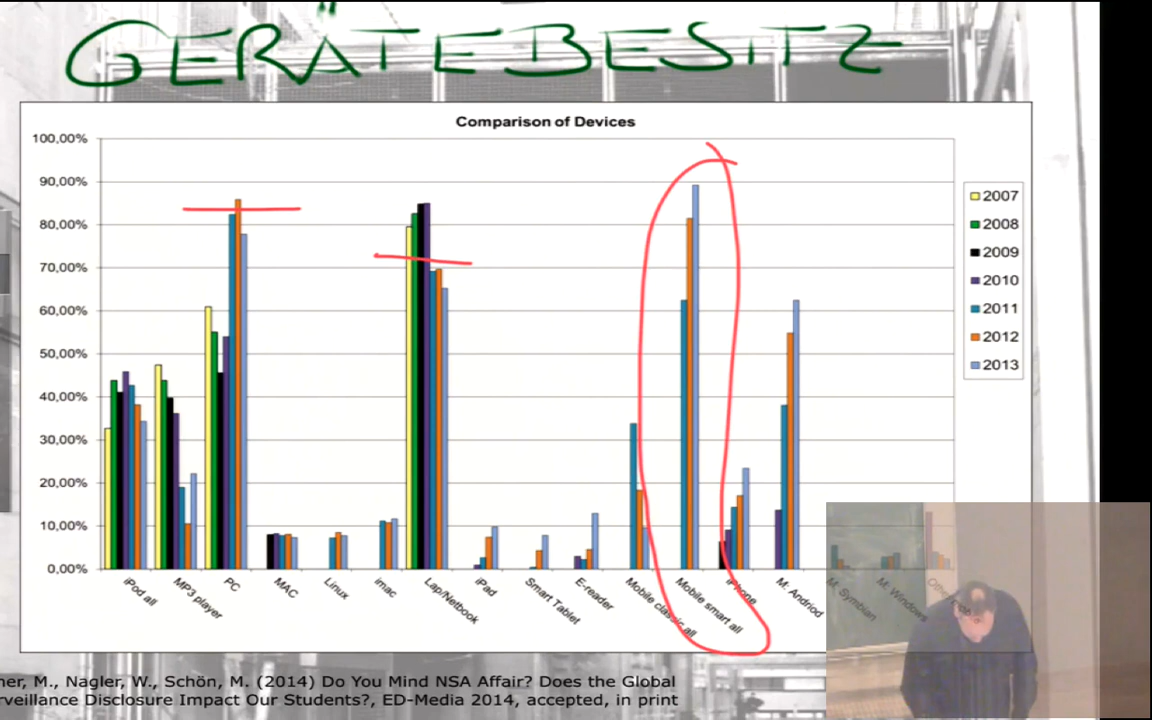 GERÄTEBESITZ
Comparison of Devices
100,00%
90,00%
80,00%
70,00%
60,00%
50,00%
40,00%
30,00%
20,00%
10,00%
0,00%
2007
2008
2009
2010
2011
2012
2013
iPod all
MP3 player
PC
MAC
Linux
imac
Lap/Netbook
iPad
Smart Tablet
E-reader
Mobile classic all
Mobile smart all
iPhone
M: Andriod
M: Symbian
M: Windows
ner, M., Nagler, W., Schön, M. (2014) Do You Mind NSA Affair? Does the Global
rveillance Disclosure Impact Our Students?, ED-Media 2014, accepted, in print